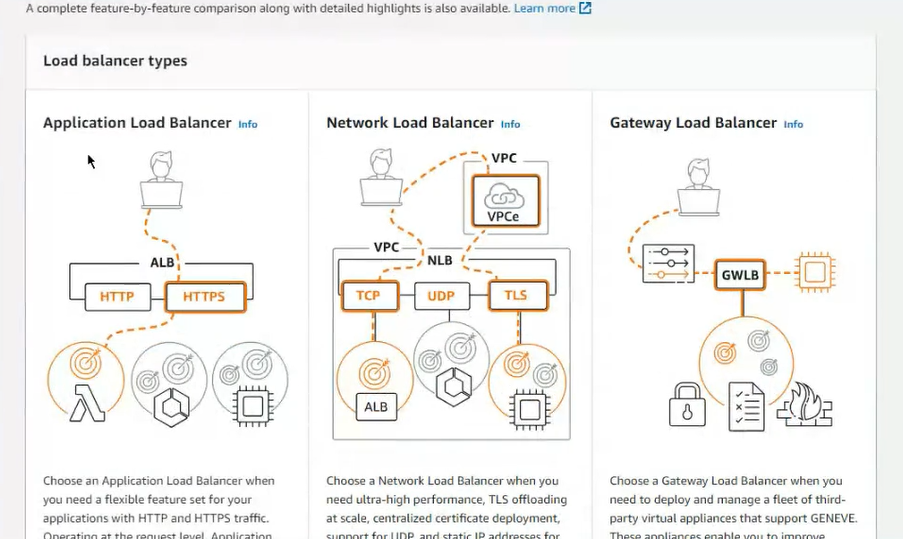 A complete feature-by-feature comparison along with detailed highlights is also available. Learn more
Load balancer types
Application Load Balancer Info
ALB
HTTP
HTTPS
Choose an Application Load Balancer when
you need a flexible feature set for your
applications with HTTP and HTTPS traffic.
Operating at the request level, Application
Network Load Balancer Info
VPC
VPCe
VPC
NLB
TCP
UDP
TLS
ALB
Choose a Network Load Balancer when you
need ultra-high performance, TLS offloading
at scale, centralized certificate deployment,
support for UDP, and static IP addresses for
Gateway Load Balancer Info
GWLB
Choose a Gateway Load Balancer when you
need to deploy and manage a fleet of third-
party virtual appliances that support GENEVE.
These appliances enable you to improve